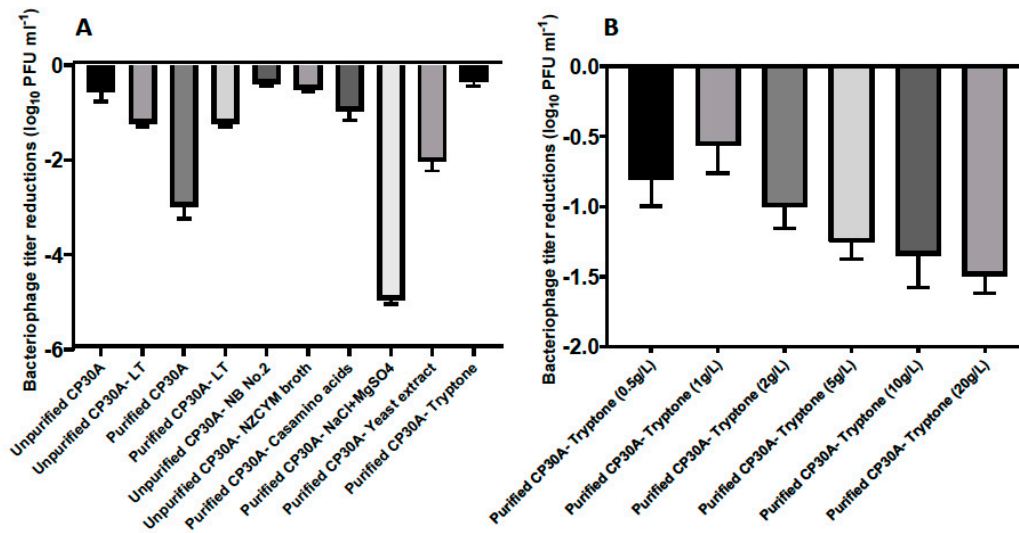 A
Bacteriophage titer reductions (log10 PFU ml-1)
0
-2
-4
-6
Unpurified CP30A
Unpurified CP30A- LT
Purified CP30A
Purified CP30A- LT
Unpurified CP30A- NB No.2
Unpurified CP30A- NZCYM broth
Purified CP30A- Casamino acids
Purified CP30A- NaCl+MgSO4
Purified CP30A- Yeast extract
Purified CP30A- Tryptone
B
Bacteriophage titer reductions (log10 PFU ml-1)
0.0
-0.5
-1.0
-1.5
-2.0
Purified CP30A- Tryptone (0.5g/L)
Purified CP30A- Tryptone (1g/L)
Purified CP30A- Tryptone (2g/L)
Purified CP30A- Tryptone (5g/L)
Purified CP30A- Tryptone (10g/L)
Purified CP30A- Tryptone (20g/L)